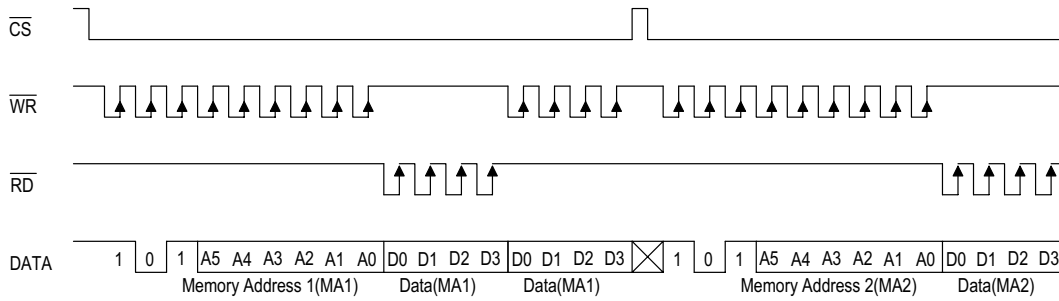 CS
WR
RD
DATA 1 0 1 A5 A4 A3 A2 A1 A0 D0 D1 D2 D3 D0 D1 D2 D3 1 0 1 A5 A4 A3 A2 A1 A0 D0 D1 D2 D3
Memory Address 1(MA1) Data(MA1) Data(MA1) Memory Address 2(MA2) Data(MA2)